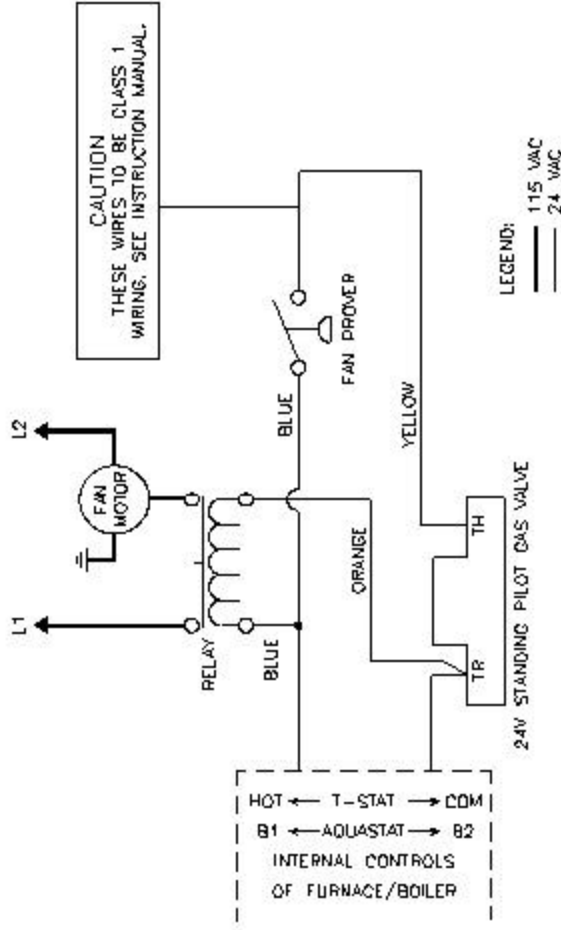 CAUTION
THESE WIRES TO BE CLASS 1
WIRING. SEE INSTRUCTION MANUAL.
L1
L2
FAN
MOTOR
RELAY
BLUE
BLUE
FAN PROVER
ORANGE
YELLOW
TR
TH
24V STANDING PILOT GAS VALVE
HOT T-STAT COM
B1 AQUASTAT B2
INTERNAL CONTROLS
OF FURNACE/BOILER
LEGEND:
115 VAC
24 VAC